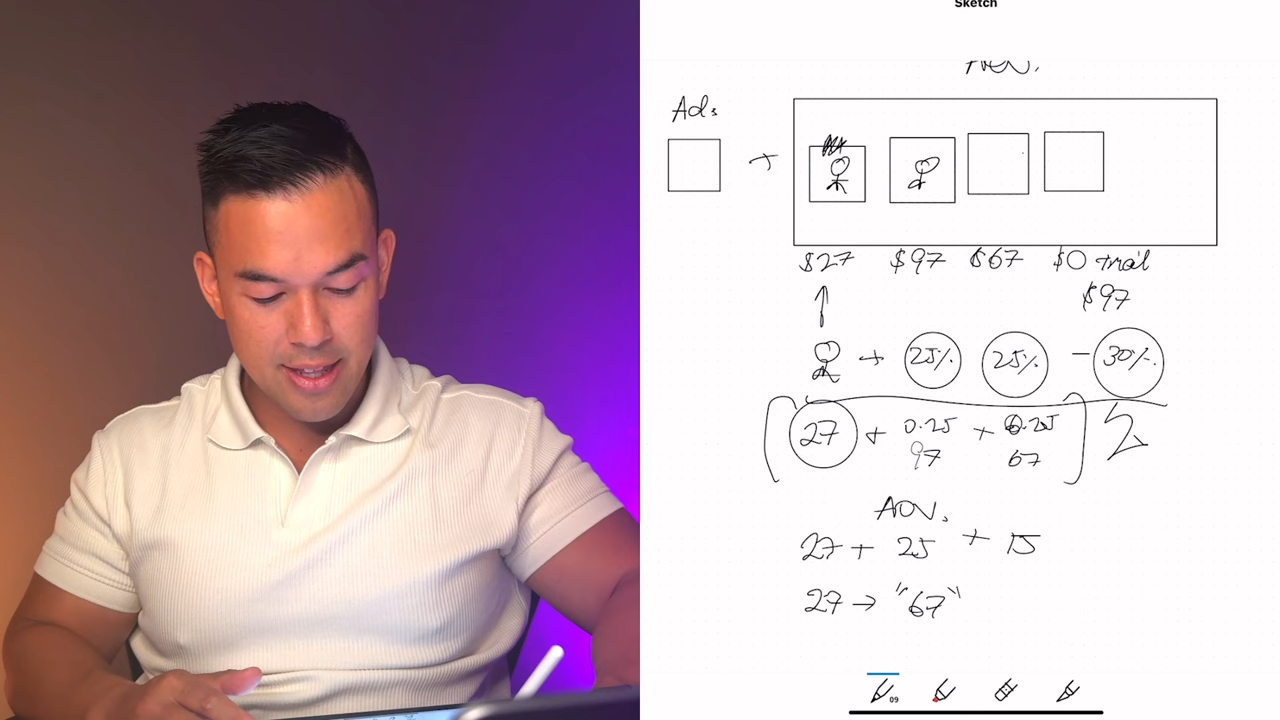 Sketch
AOV.
Ads
+
$27 $97 $67 $0 trial
$97
+ 25% 25% - 30%
[27 + 0.25 + 0.25]
97 67
AOV.
27 + 25 + 15
27 → "67"
09